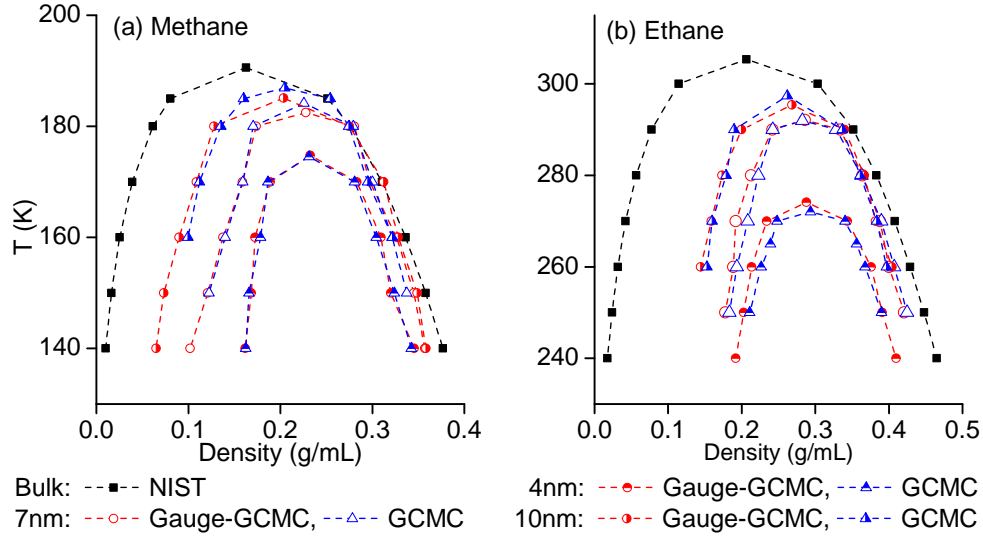 (a) Methane
(b) Ethane
T (K)
200
180
160
140
300
280
260
240
0.0 0.1 0.2 0.3 0.4
0.0 0.1 0.2 0.3 0.4 0.5
Density (g/mL)
Density (g/mL)
Bulk: NIST
7nm: Gauge-GCMC, GCMC
4nm: Gauge-GCMC, GCMC
10nm: Gauge-GCMC, GCMC